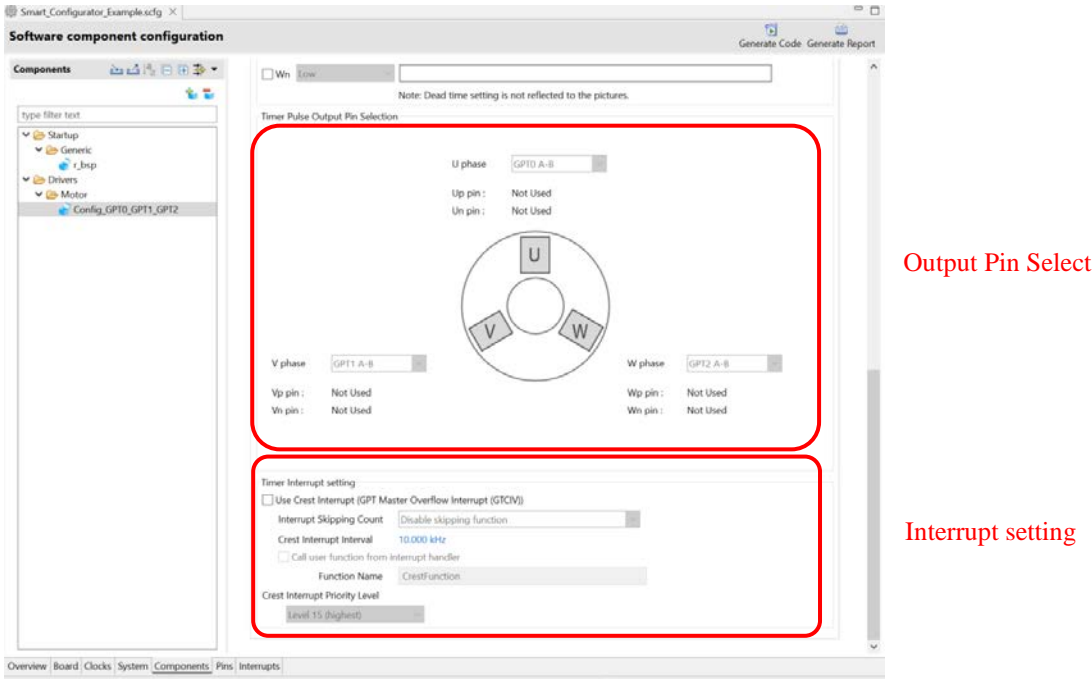 Smart_Configurator_Example.scfg
Software component configuration
Generate Code Generate Report
Components
type filter text
Startup
Generic
r_bsp
Drivers
Motor
Config_GPT0_GPT1_GPT2
Wn Low
Note: Dead time setting is not reflected to the pictures.
Timer Pulse Output Pin Selection
U phase GPT0 A-B
Up pin : Not Used
Un pin : Not Used
U
V
W
V phase GPT1 A-B
W phase GPT2 A-B
Vp pin : Not Used
Wp pin : Not Used
Vn pin : Not Used
Wn pin : Not Used
Output Pin Select
Timer Interrupt setting
Use Crest Interrupt (GPT Master Overflow Interrupt (GTCIV))
Interrupt Skipping Count Disable skipping function
Crest Interrupt Interval 10.000 kHz
Call user function from interrupt handler
Function Name CrestFunction
Crest Interrupt Priority Level
Level 15 (highest)
Interrupt setting
Overview Board Clocks System Components Pins Interrupts